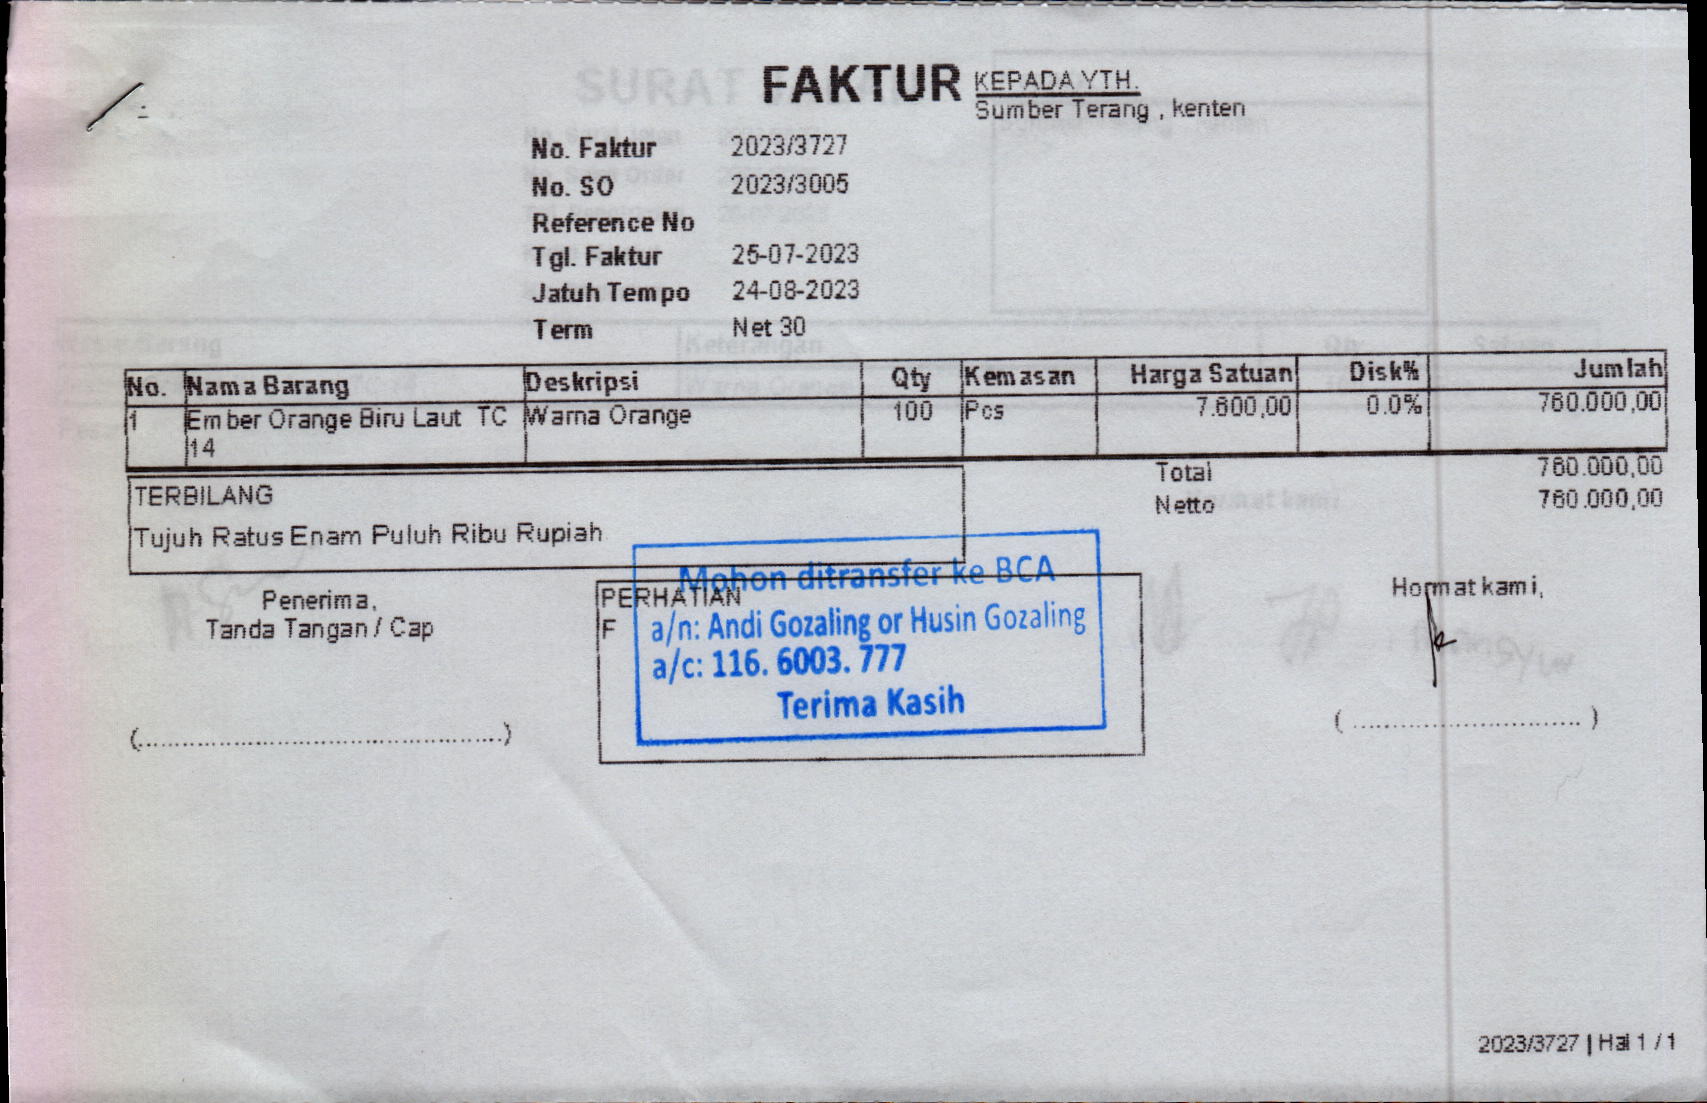 FAKTUR
KEPADA YTH.
Sumber Terang , kenten
No. Faktur 2023/3727
No. SO 2023/3005
Reference No
Tgl. Faktur 25-07-2023
Jatuh Tempo 24-08-2023
Term Net 30
No. Nama Barang Deskripsi Qty Kemasan Harga Satuan Disk% Jumlah
1 Ember Orange Biru Laut TC Warna Orange 100 Pcs 7.600,00 0.0% 760.000,00
14
Total 760.000,00
Netto 760.000,00
TERBILANG
Tujuh Ratus Enam Puluh Ribu Rupiah
Penerima,
Tanda Tangan / Cap
(................................................)
PERHATIAN
F
Mohon ditransfer ke BCA
a/n: Andi Gozaling or Husin Gozaling
a/c: 116. 6003. 777
Terima Kasih
Hormat kami,
( .............................. )
2023/3727 | Hal 1 / 1